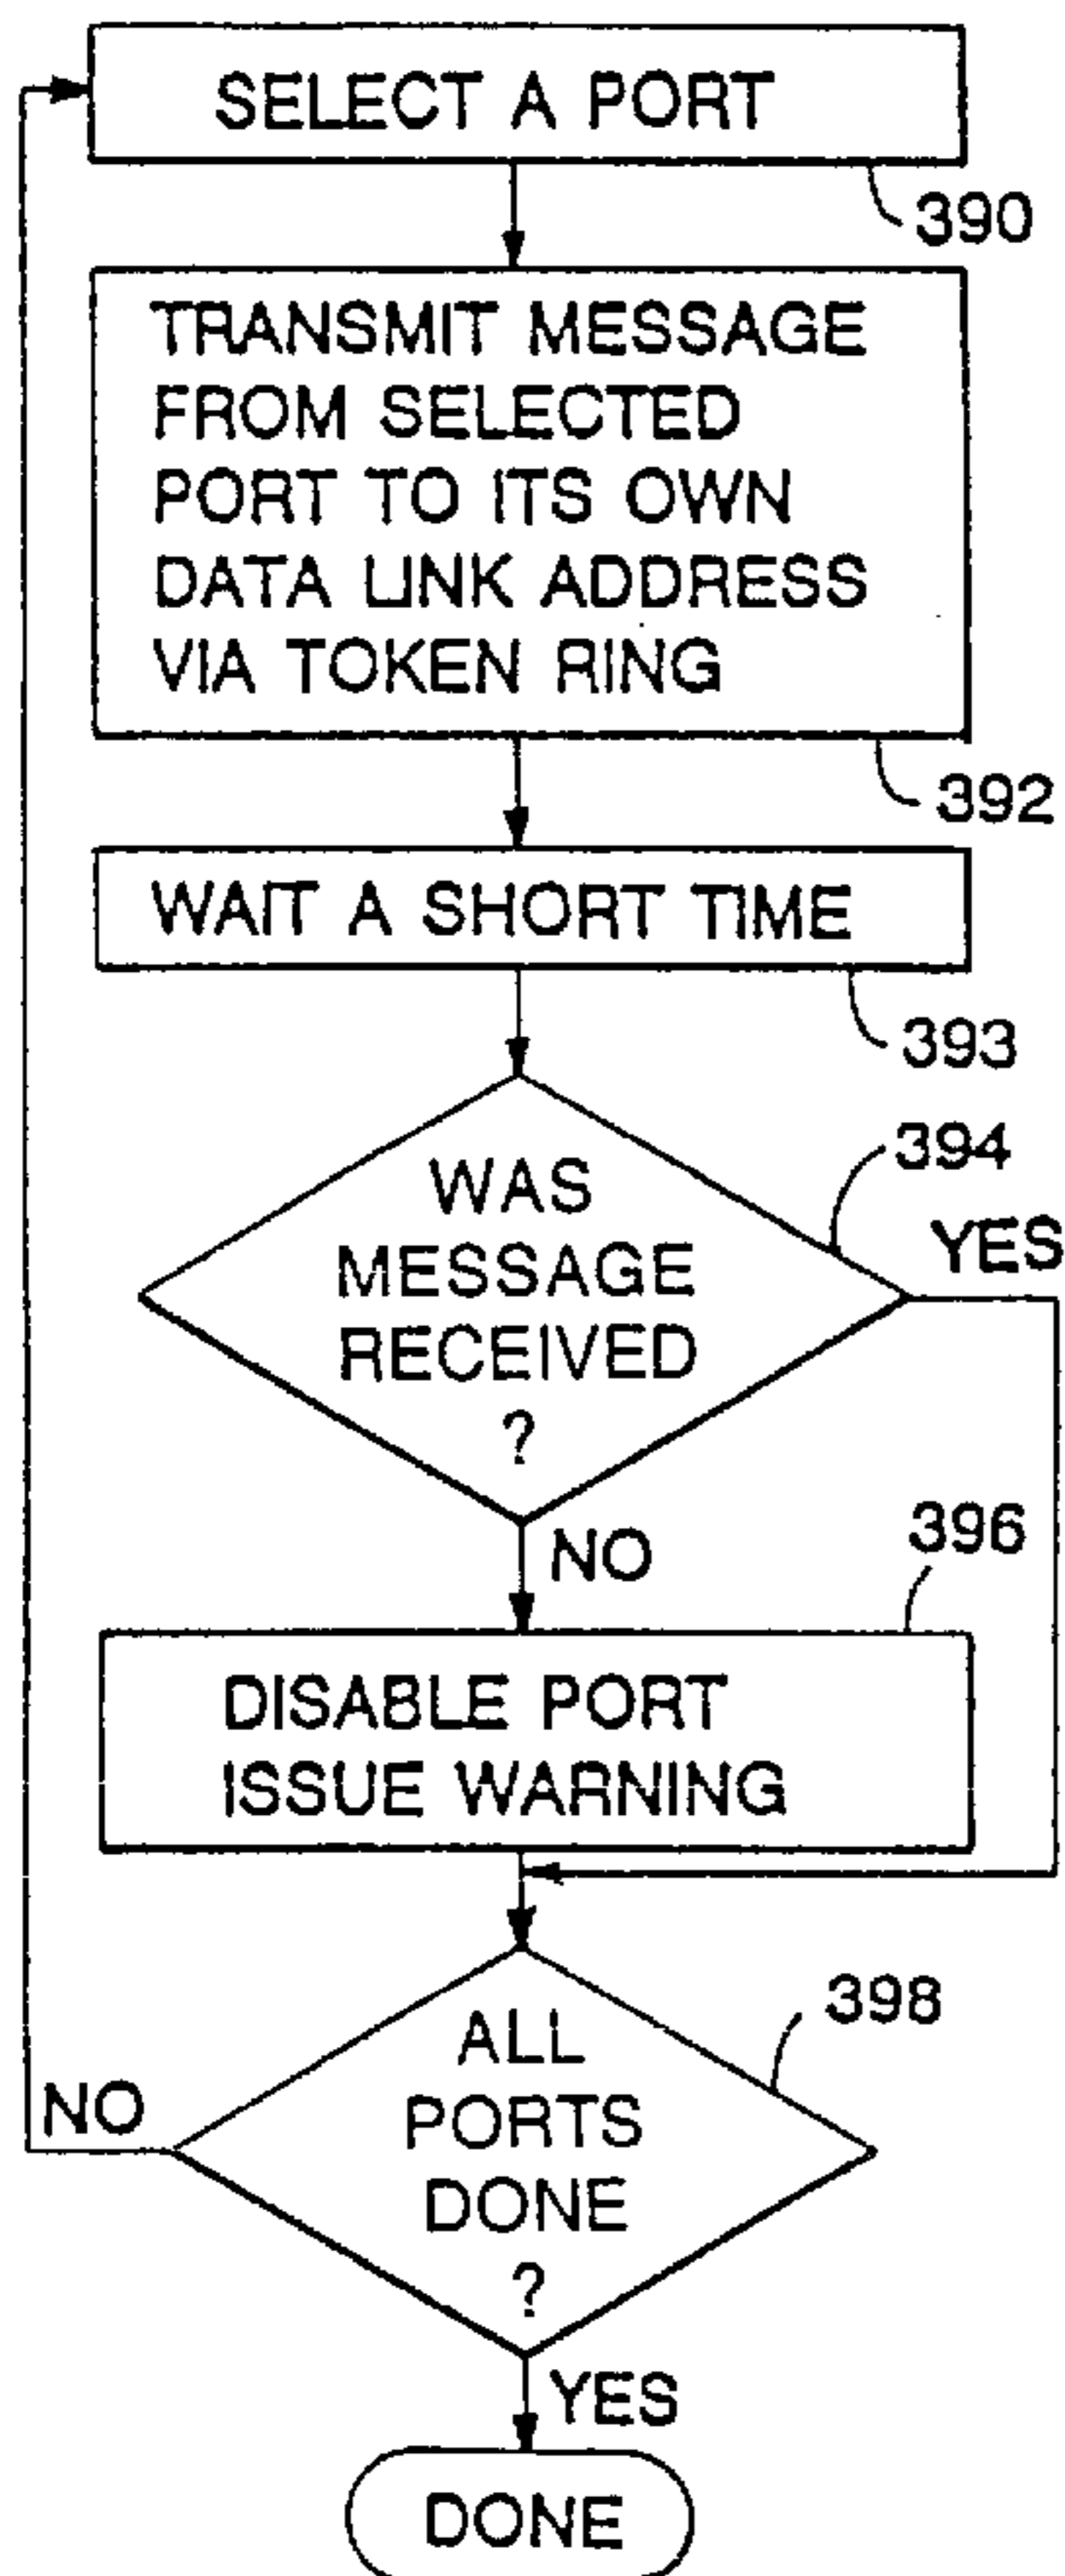 SELECT A PORT
390
TRANSMIT MESSAGE
FROM SELECTED
PORT TO ITS OWN
DATA LINK ADDRESS
VIA TOKEN RING
392
WAIT A SHORT TIME
393
394
WAS
MESSAGE
RECEIVED
?
YES
NO
396
DISABLE PORT
ISSUE WARNING
398
ALL
PORTS
DONE
?
NO
YES
DONE